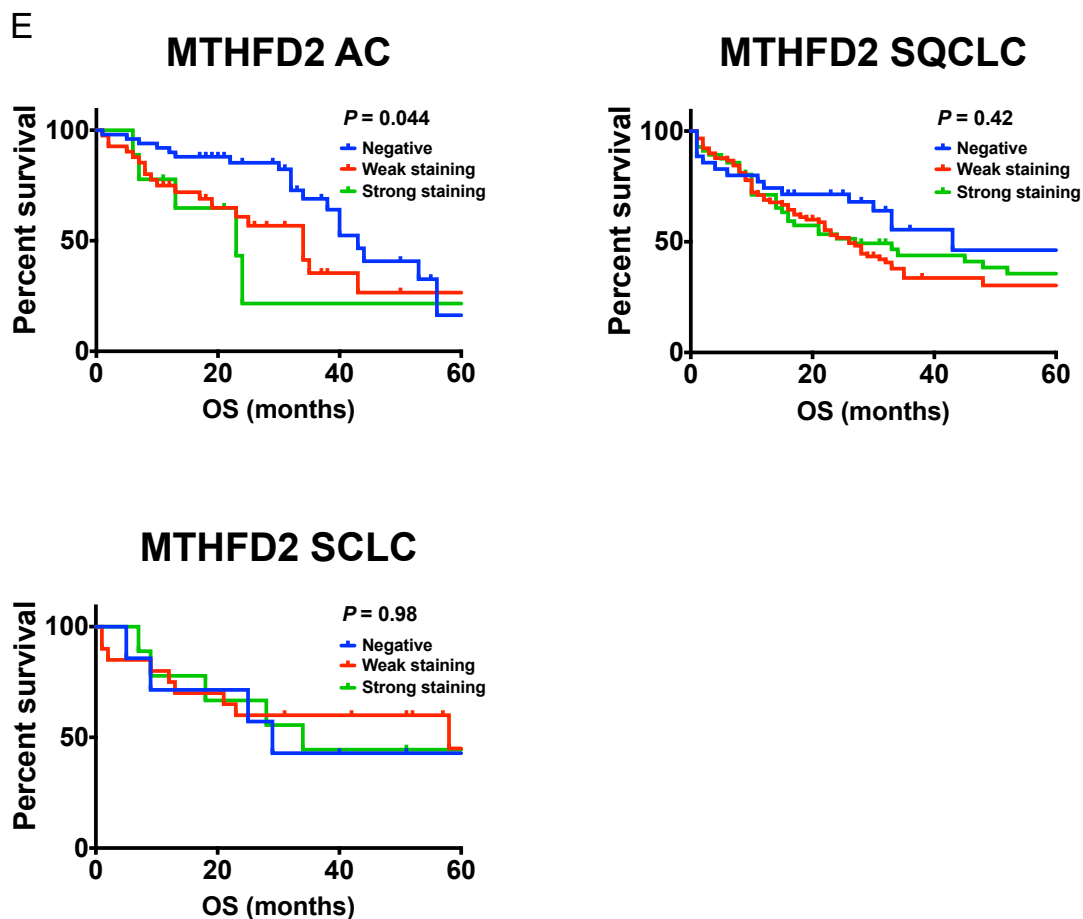 E
MTHFD2 AC
P = 0.044
Negative
Weak staining
Strong staining
Percent survival
100
50
0
0 20 40 60
OS (months)
MTHFD2 SQCLC
P = 0.42
Negative
Weak staining
Strong staining
Percent survival
100
50
0
0 20 40 60
OS (months)
MTHFD2 SCLC
P = 0.98
Negative
Weak staining
Strong staining
Percent survival
100
50
0
0 20 40 60
OS (months)